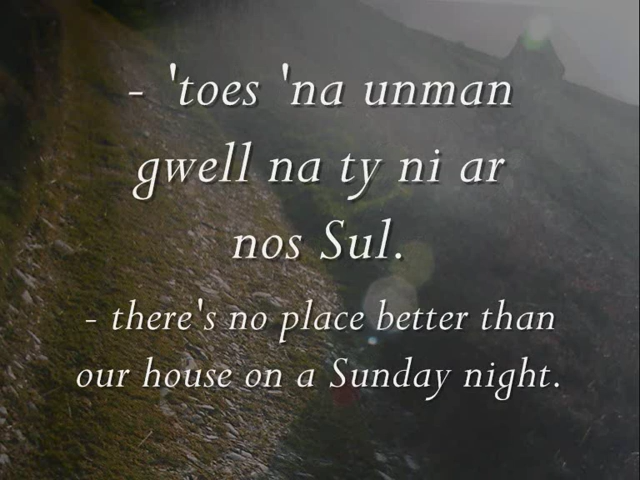 - 'toes 'na unman
gwell na ty ni ar
nos Sul.
- there's no place better than
our house on a Sunday night.